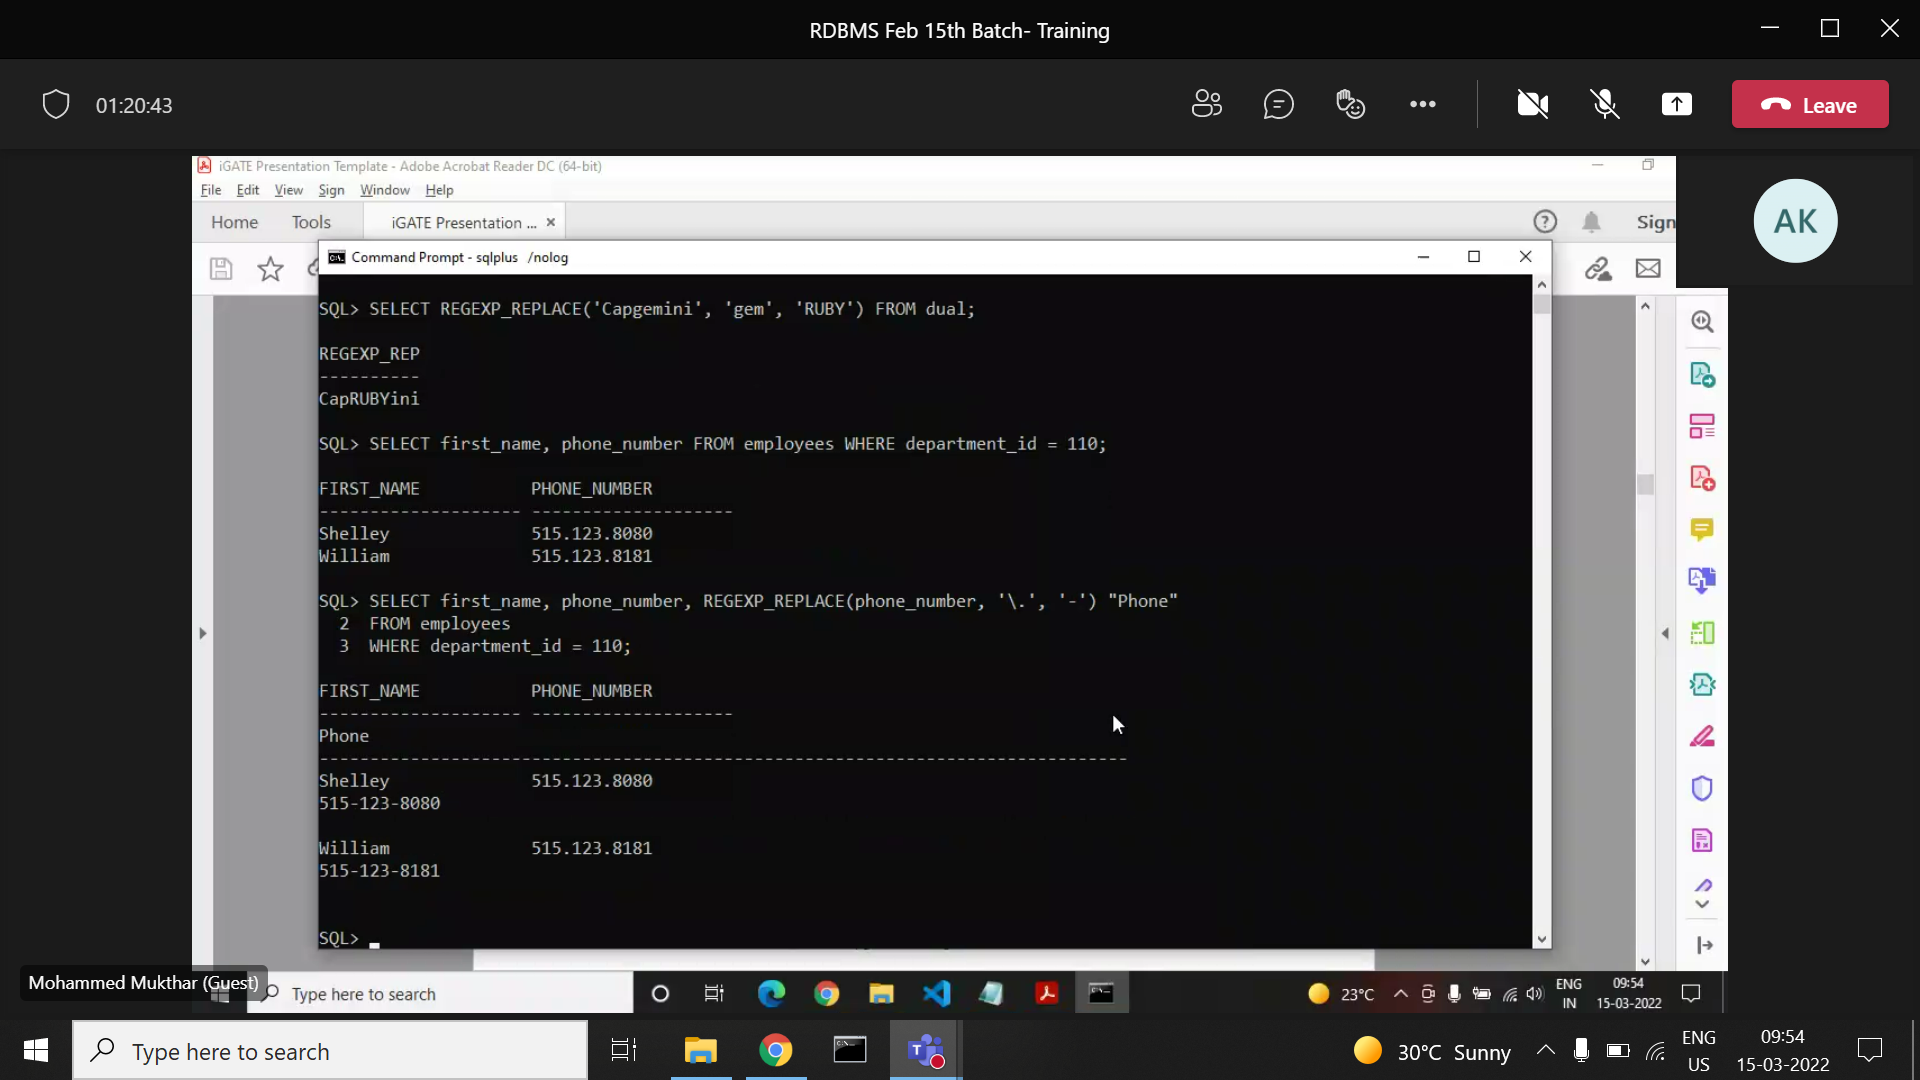 RDBMS Feb 15th Batch- Training
01:20:43
Leave
iGATE Presentation Template - Adobe Acrobat Reader DC (64-bit)
File Edit View Sign Window Help
Home Tools iGATE Presentation ... ×
Sign
AK
Command Prompt - sqlplus /nolog
SQL> SELECT REGEXP_REPLACE('Capgemini', 'gem', 'RUBY') FROM dual;
REGEXP_REP
----------
CapRUBYini
SQL> SELECT first_name, phone_number FROM employees WHERE department_id = 110;
FIRST_NAME PHONE_NUMBER
-------------------- --------------------
Shelley 515.123.8080
William 515.123.8181
SQL> SELECT first_name, phone_number, REGEXP_REPLACE(phone_number, '\.', '-') "Phone"
2 FROM employees
3 WHERE department_id = 110;
FIRST_NAME PHONE_NUMBER
-------------------- --------------------
Phone
--------------------------------------------------------------------------------
Shelley 515.123.8080
515-123-8080
William 515.123.8181
515-123-8181
SQL>
Mohammed Mukthar (Guest)
Type here to search
23°C
ENG
IN
09:54
15-03-2022
Type here to search
30°C Sunny
ENG
US
09:54
15-03-2022